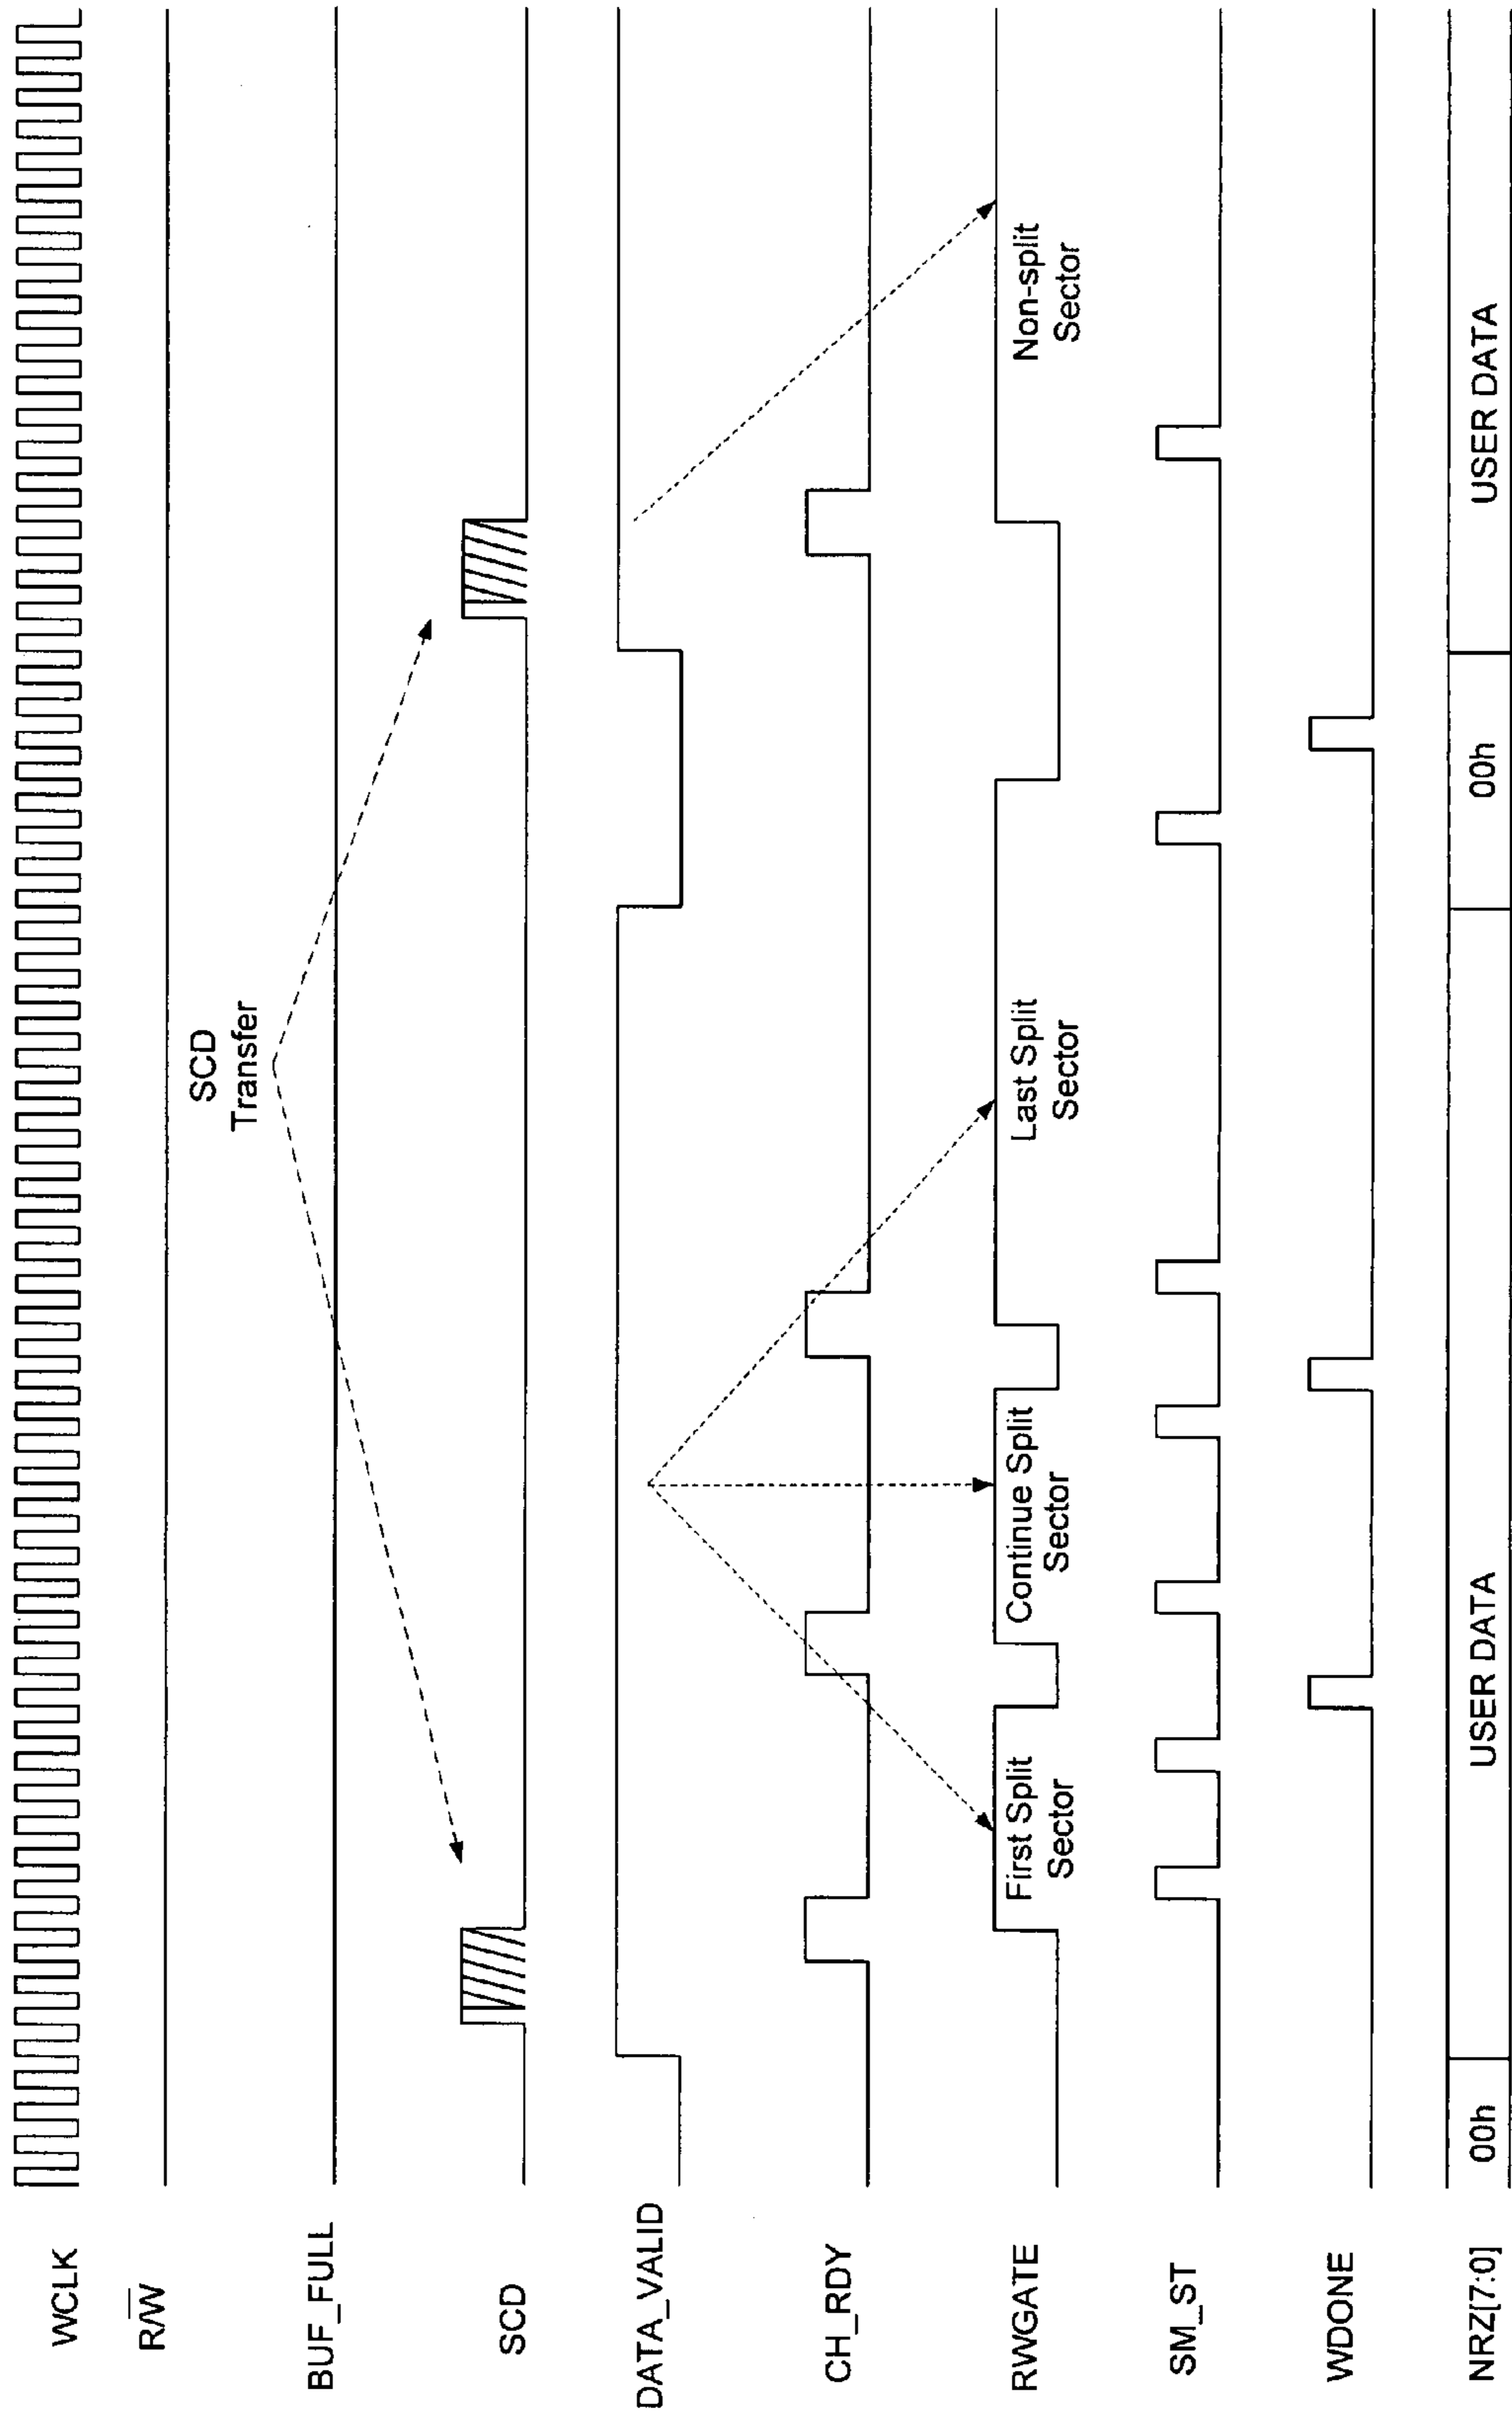 WCLK
R/W̅
BUF_FULL
SCD
DATA_VALID
CH_RDY
RWGATE
SM_ST
WDONE
NRZ[7:0]
SCD
Transfer
First Split
Sector
Continue Split
Sector
Last Split
Sector
Non-split
Sector
00h
USER DATA
00h
USER DATA